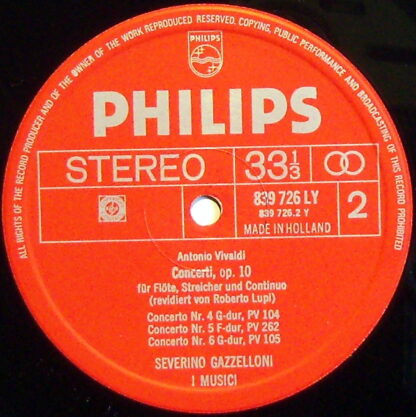 ALL RIGHTS OF THE RECORD PRODUCER AND OF THE OWNER OF THE WORK REPRODUCED RESERVED. COPYING, PUBLIC PERFORMANCE AND BROADCASTING OF THIS RECORD PROHIBITED
PHILIPS
PHILIPS
STEREO 33 1/3
839 726 LY
839 726.2 Y
2
MADE IN HOLLAND
Antonio Vivaldi
Concerti, op. 10
für Flöte, Streicher und Continuo
(revidiert von Roberto Lupi)
Concerto Nr. 4 G-dur, PV 104
Concerto Nr. 5 F-dur, PV 262
Concerto Nr. 6 G-dur, PV 105
SEVERINO GAZZELLONI
I MUSICI